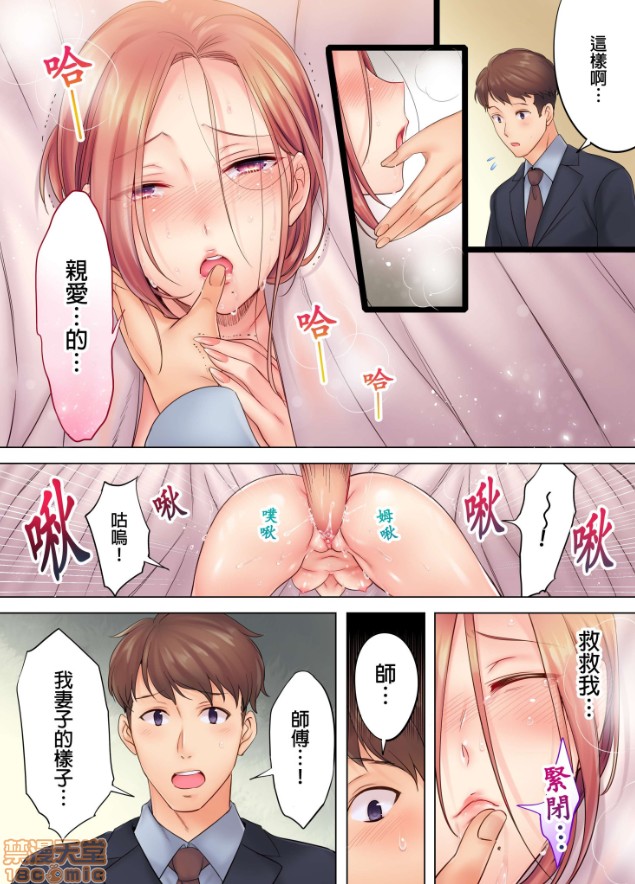 這樣啊…
哈—
親愛…的…
哈—
哈—
～！
啾
啾
姆啾
噗啾
咕嗚！
啾
啾
救救我…
緊閉…
師…
師傅…！
我妻子的樣子…
禁漫天堂
18comic